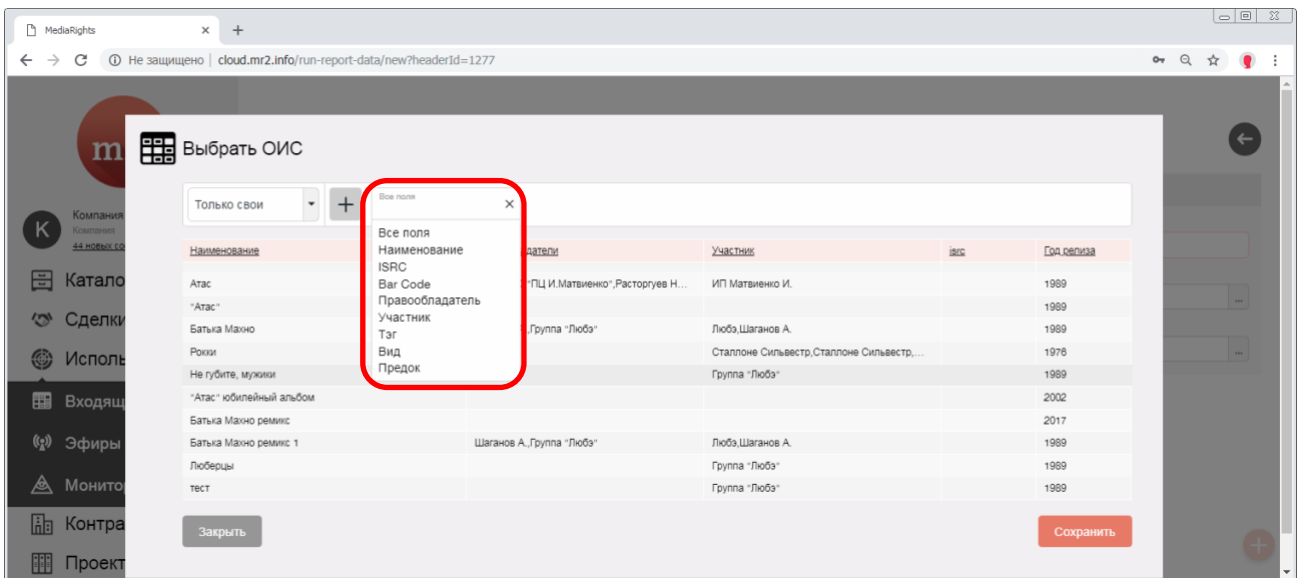 MediaRights
Не защищено | cloud.mr2.info/run-report-data/new?headerId=1277
m
Выбрать ОИС
Только свои
Все поля
Все поля
Наименование
ISRC
Bar Code
Правообладатель
Участник
Тэг
Вид
Предок
K
Компания
Компания
44 новых со
Катало
Сделки
Исполь
Входящ
Эфиры
Монито
Контра
Проект
Наименование датели Участник isrc Год релиза
Атас "ПЦ И.Матвиенко",Расторгуев Н... ИП Матвиенко И. 1989
"Атас" 1989
Батька Махно ,Группа "Любэ" Любэ,Шаганов А. 1989
Рокки Сталлоне Сильвестр,Сталлоне Сильвестр,... 1976
Не губите, мужики Группа "Любэ" 1989
"Атас" юбилейный альбом 2002
Батька Махно ремикс 2017
Батька Махно ремикс 1 Шаганов А.,Группа "Любэ" Любэ,Шаганов А. 1989
Люберцы Группа "Любэ" 1989
тест Группа "Любэ" 1989
Закрыть
Сохранить